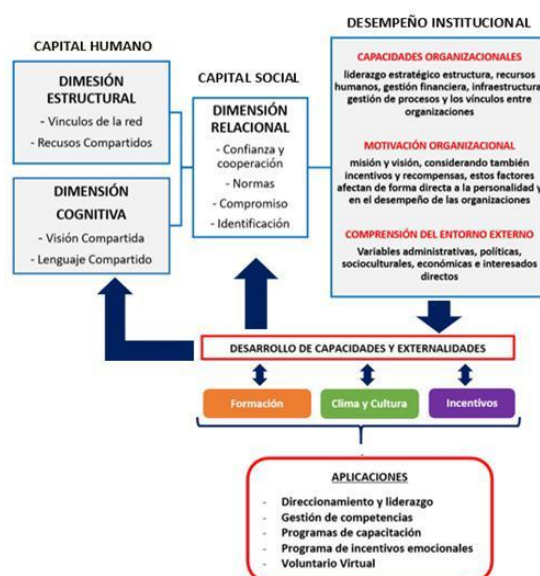 CAPITAL HUMANO
DIMESIÓN
ESTRUCTURAL
- Vinculos de la red
- Recusos Compartidos
DIMENSIÓN
COGNITIVA
- Visión Compartida
- Lenguaje Compartido
CAPITAL SOCIAL
DIMENSIÓN
RELACIONAL
- Confianza y
cooperación
- Normas
- Compromiso
- Identificación
DESEMPEÑO INSTITUCIONAL
CAPACIDADES ORGANIZACIONALES
liderazgo estratégico estructura, recursos
humanos, gestión financiera, infraestructura,
gestión de procesos y los vínculos entre
organizaciones
MOTIVACIÓN ORGANIZACIONAL
misión y visión, considerando también
incentivos y recompensas, estos factores
afectan de forma directa a la personalidad y
en el desempeño de las organizaciones
COMPRENSIÓN DEL ENTORNO EXTERNO
Variables administrativas, políticas,
socioculturales, económicas e interesados
directos
DESARROLLO DE CAPACIDADES Y EXTERNALIDADES
Formación
Clima y Cultura
Incentivos
APLICACIONES
- Direccionamiento y liderazgo
- Gestión de competencias
- Programas de capacitación
- Programa de incentivos emocionales
- Voluntario Virtual